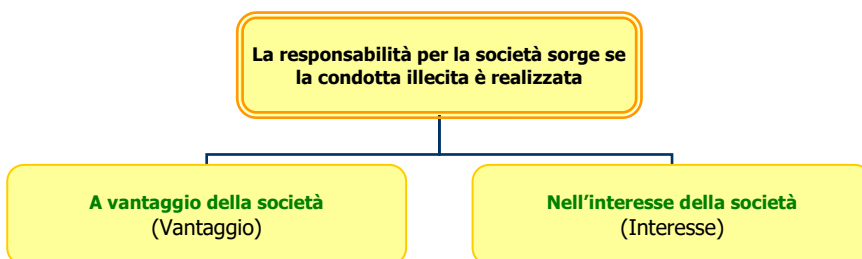 La responsabilità per la società sorge se
la condotta illecita è realizzata
A vantaggio della società
(Vantaggio)
Nell'interesse della società
(Interesse)